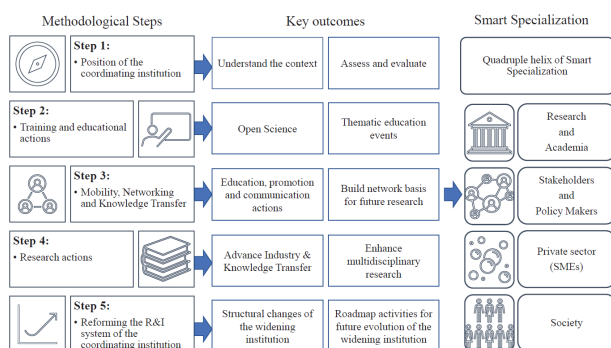 Methodological Steps
Key outcomes
Smart Specialization
Step 1:
• Position of the
coordinating institution
Understand the context
Assess and evaluate
Quadruple helix of Smart
Specialization
Step 2:
• Training and educational
actions
Open Science
Thematic education
events
Research
and
Academia
Step 3:
• Mobility, Networking
and Knowledge Transfer
Education, promotion
and communication
actions
Build network basis
for future research
Stakeholders
and
Policy Makers
Step 4:
• Research actions
Advance Industry &
Knowledge Transfer
Enhance
multidisciplinary
research
Private sector
(SMEs)
Step 5:
• Reforming the R&I
system of the
coordinating institution
Structural changes of
the widening
institution
Roadmap activities for
future evolution of the
widening institution
Society